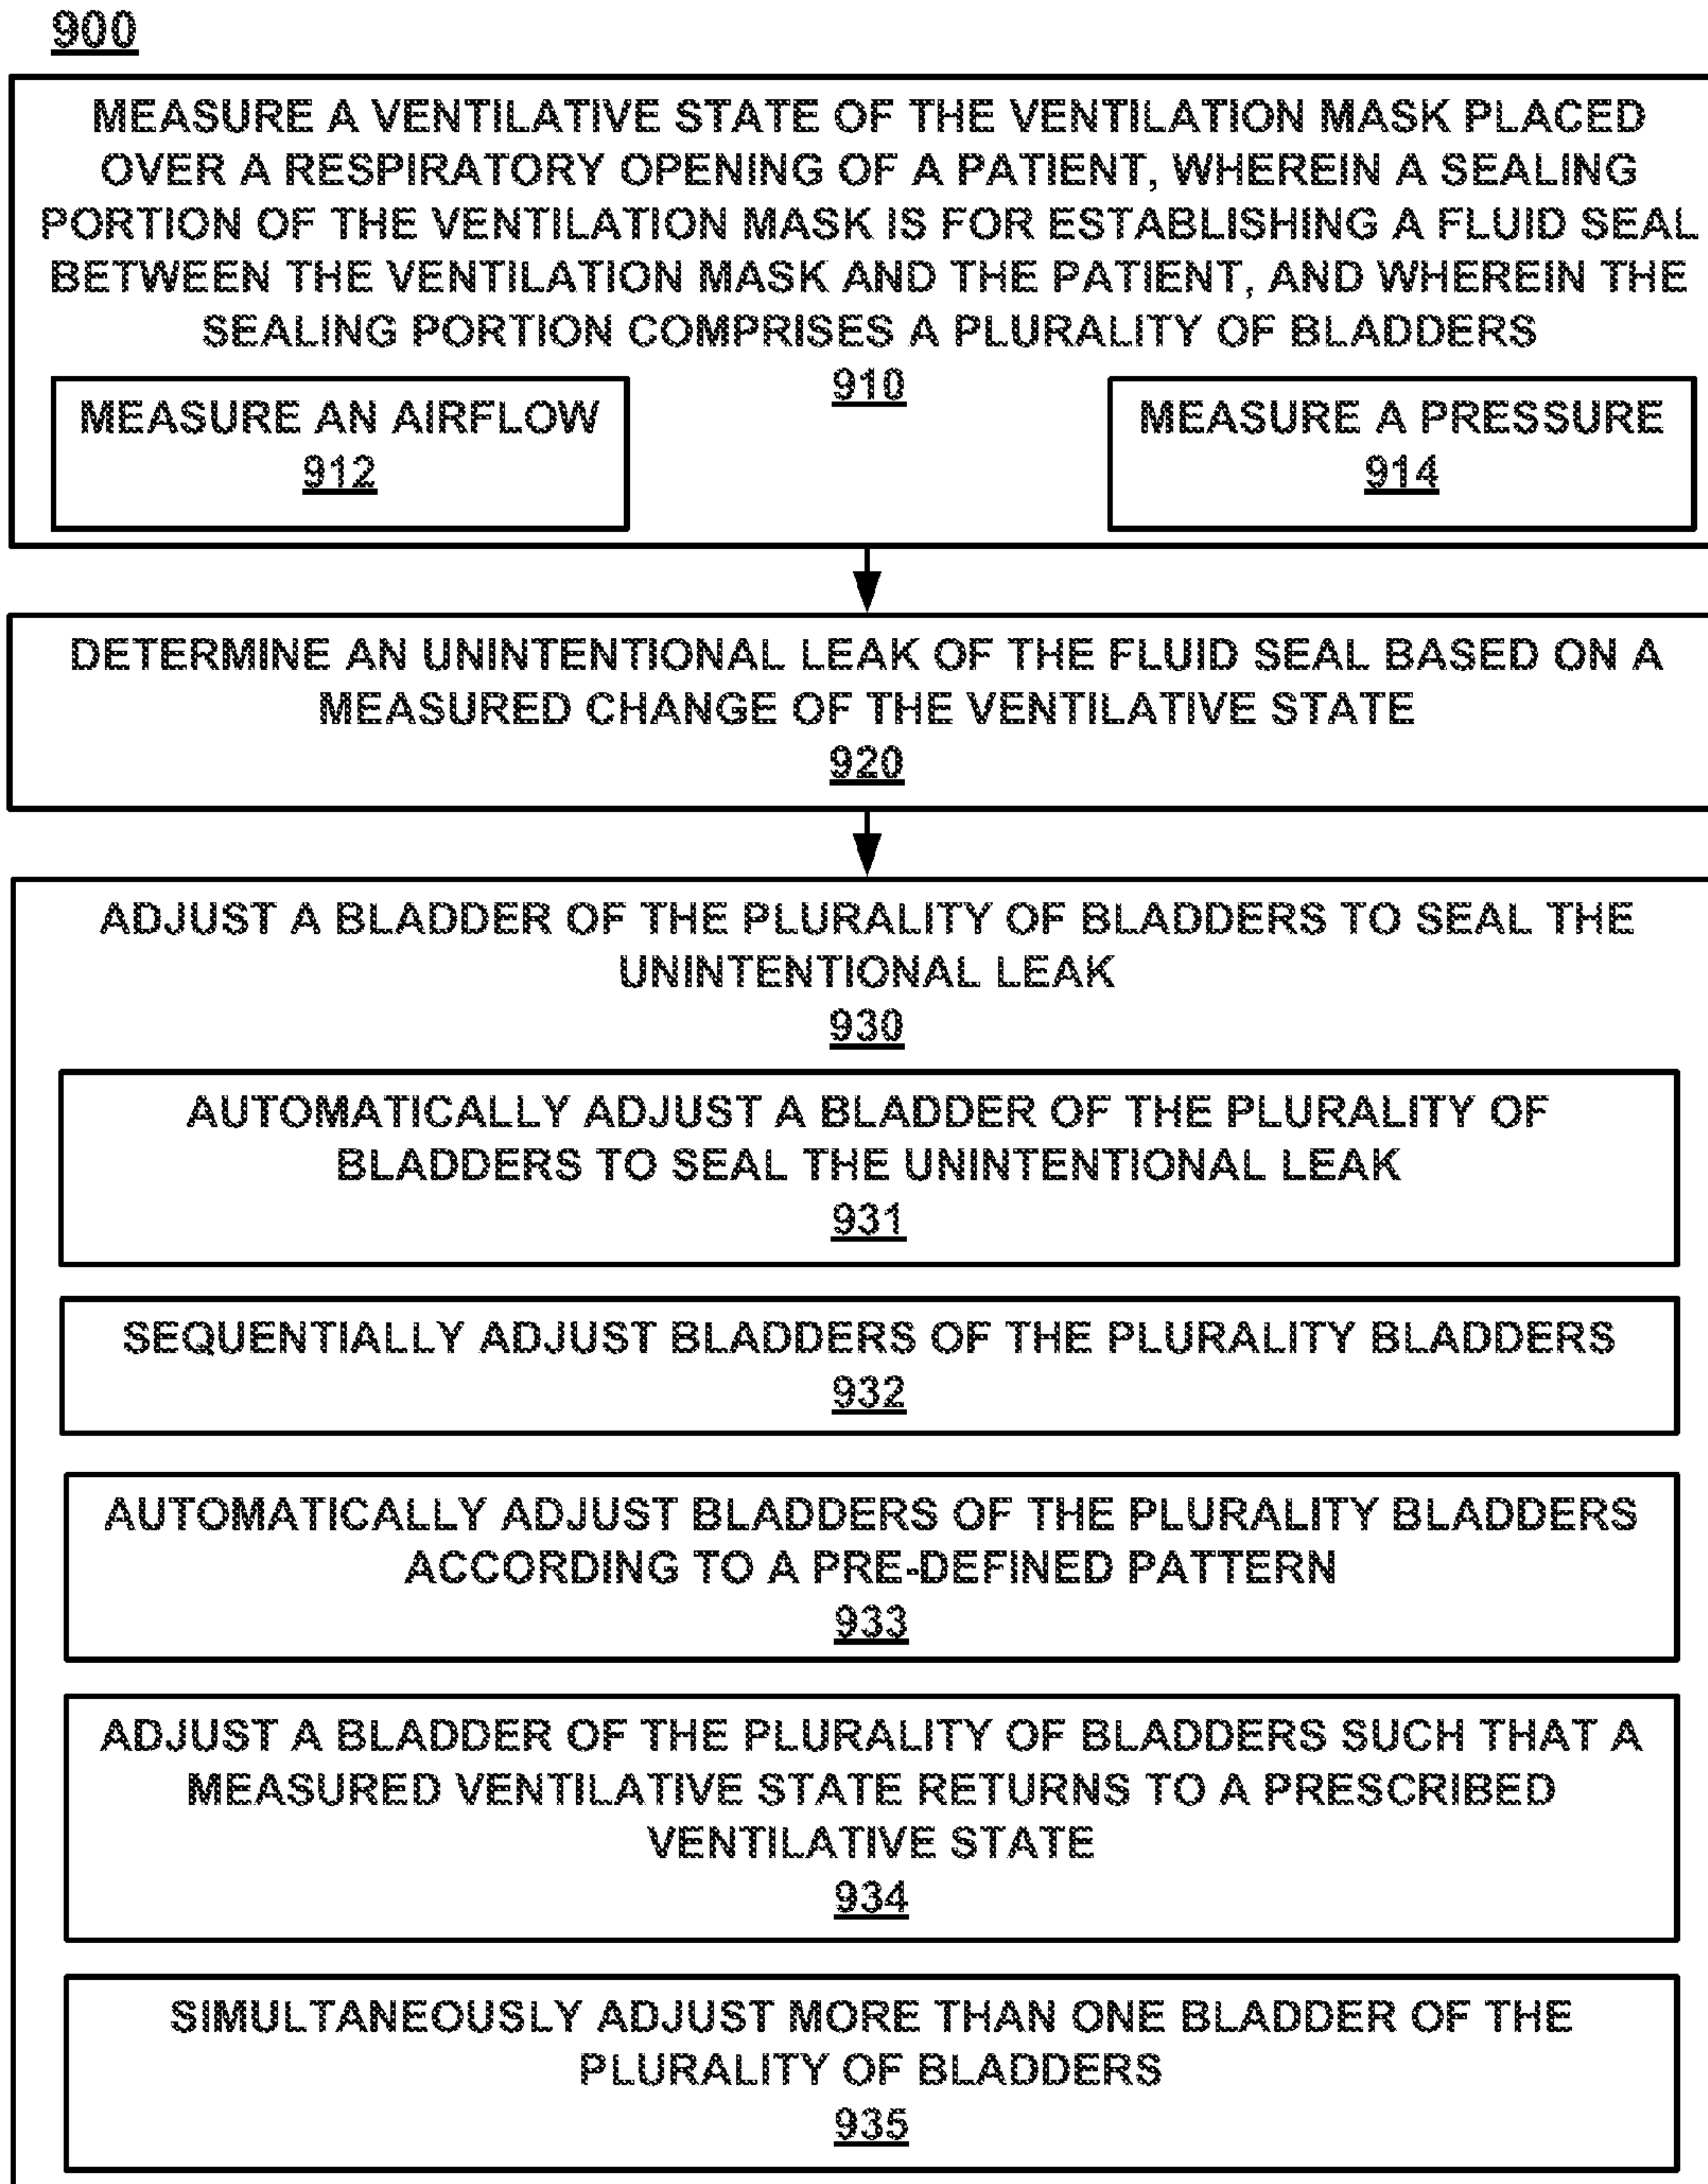 900
MEASURE A VENTILATIVE STATE OF THE VENTILATION MASK PLACED
OVER A RESPIRATORY OPENING OF A PATIENT, WHEREIN A SEALING
PORTION OF THE VENTILATION MASK IS FOR ESTABLISHING A FLUID SEAL
BETWEEN THE VENTILATION MASK AND THE PATIENT, AND WHEREIN THE
SEALING PORTION COMPRISES A PLURALITY OF BLADDERS
910
MEASURE AN AIRFLOW
912
MEASURE A PRESSURE
914
DETERMINE AN UNINTENTIONAL LEAK OF THE FLUID SEAL BASED ON A
MEASURED CHANGE OF THE VENTILATIVE STATE
920
ADJUST A BLADDER OF THE PLURALITY OF BLADDERS TO SEAL THE
UNINTENTIONAL LEAK
930
AUTOMATICALLY ADJUST A BLADDER OF THE PLURALITY OF
BLADDERS TO SEAL THE UNINTENTIONAL LEAK
931
SEQUENTIALLY ADJUST BLADDERS OF THE PLURALITY BLADDERS
932
AUTOMATICALLY ADJUST BLADDERS OF THE PLURALITY BLADDERS
ACCORDING TO A PRE-DEFINED PATTERN
933
ADJUST A BLADDER OF THE PLURALITY OF BLADDERS SUCH THAT A
MEASURED VENTILATIVE STATE RETURNS TO A PRESCRIBED
VENTILATIVE STATE
934
SIMULTANEOUSLY ADJUST MORE THAN ONE BLADDER OF THE
PLURALITY OF BLADDERS
935